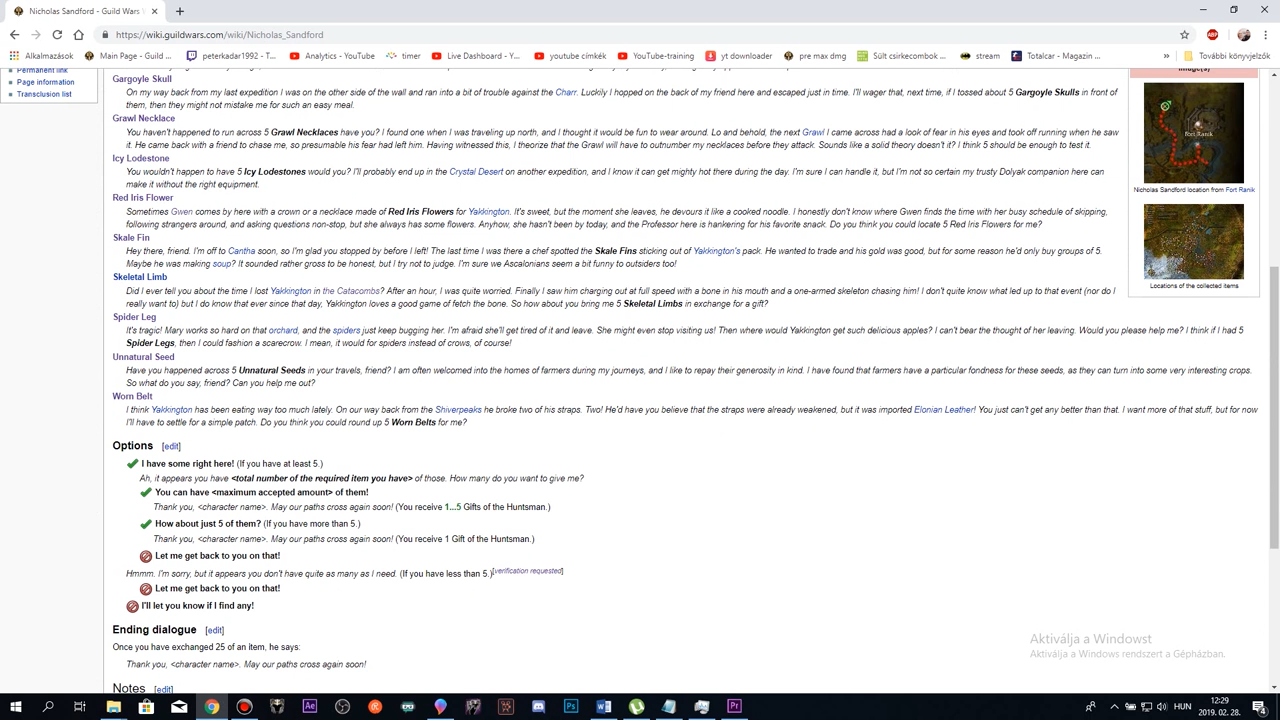 Nicholas Sandford - Guild Wars W
https://wiki.guildwars.com/wiki/Nicholas_Sandford
Alkalmazások Main Page - Guild ... peterkadar1992 - T... Analytics - YouTube timer Live Dashboard - Y... youtube címkék YouTube-training yt downloader pre max dmg Sült csirkecombok ... stream Totalcar - Magazin ... » További könyvjelzők
Permanent link
Page information
Transclusion list
Gargoyle Skull
On my way back from my last expedition I was on the other side of the wall and ran into a bit of trouble against the Charr. Luckily I hopped on the back of my friend here and escaped just in time. I'll wager that, next time, if I tossed about 5 Gargoyle Skulls in front of
them, then they might not mistake me for such an easy meal.
Grawl Necklace
You haven't happened to run across 5 Grawl Necklaces have you? I found one when I was traveling up north, and I thought it would be fun to wear around. Lo and behold, the next Grawl I came across had a look of fear in his eyes and took off running when he saw
it. He came back with a friend to chase me, so presumable his fear had left him. Having witnessed this, I theorize that the Grawl will have to outnumber my necklaces before they attack. Sounds like a solid theory doesn't it? I think 5 should be enough to test it.
Icy Lodestone
You wouldn't happen to have 5 Icy Lodestones would you? I'll probably end up in the Crystal Desert on another expedition, and I know it can get mighty hot there during the day. I'm sure I can handle it, but I'm not so certain my trusty Dolyak companion here can
make it without the right equipment.
Red Iris Flower
Sometimes Gwen comes by here with a crown or a necklace made of Red Iris Flowers for Yakkington. It's sweet, but the moment she leaves, he devours it like a cooked noodle. I honestly don't know where Gwen finds the time with her busy schedule of skipping,
following strangers around, and asking questions non-stop, but she always has some flowers. Anyhow, she hasn't been by today, and the Professor here is hankering for his favorite snack. Do you think you could locate 5 Red Iris Flowers for me?
Skale Fin
Hey there, friend. I'm off to Cantha soon, so I'm glad you stopped by before I left! The last time I was there a chef spotted the Skale Fins sticking out of Yakkington's pack. He wanted to trade and his gold was good, but for some reason he'd only buy groups of 5.
Maybe he was making soup? It sounded rather gross to be honest, but I try not to judge. I'm sure we Ascalonians seem a bit funny to outsiders too!
Skeletal Limb
Did I ever tell you about the time I lost Yakkington in the Catacombs? After an hour, I was quite worried. Finally I saw him charging out at full speed with a bone in his mouth and a one-armed skeleton chasing him! I don't quite know what led up to that event (nor do I
really want to) but I do know that ever since that day, Yakkington loves a good game of fetch the bone. So how about you bring me 5 Skeletal Limbs in exchange for a gift?
Spider Leg
It's tragic! Mary works so hard on that orchard, and the spiders just keep bugging her. I'm afraid she'll get tired of it and leave. She might even stop visiting us! Then where would Yakkington get such delicious apples? I can't bear the thought of her leaving. Would you please help me? I think if I had 5
Spider Legs, then I could fashion a scarecrow. I mean, it would for spiders instead of crows, of course!
Unnatural Seed
Have you happened across 5 Unnatural Seeds in your travels, friend? I am often welcomed into the homes of farmers during my journeys, and I like to repay their generosity in kind. I have found that farmers have a particular fondness for these seeds, as they can turn into some very interesting crops.
So what do you say, friend? Can you help me out?
Worn Belt
I think Yakkington has been eating way too much lately. On our way back from the Shiverpeaks he broke two of his straps. Two! He'd have you believe that the straps were already weakened, but it was imported Elonian Leather! You just can't get any better than that. I want more of that stuff, but for now
I'll have to settle for a simple patch. Do you think you could round up 5 Worn Belts for me?
Fort Ranik
Nicholas Sandford location from Fort Ranik
Locations of the collected items
Options [edit]
I have some right here! (If you have at least 5.)
Ah, it appears you have <total number of the required item you have> of those. How many do you want to give me?
You can have <maximum accepted amount> of them!
Thank you, <character name>. May our paths cross again soon! (You receive 1...5 Gifts of the Huntsman.)
How about just 5 of them? (If you have more than 5.)
Thank you, <character name>. May our paths cross again soon! (You receive 1 Gift of the Huntsman.)
Let me get back to you on that!
Hmmm. I'm sorry, but it appears you don't have quite as many as I need. (If you have less than 5.)[verification requested]
Let me get back to you on that!
I'll let you know if I find any!
Ending dialogue [edit]
Once you have exchanged 25 of an item, he says:
Thank you, <character name>. May our paths cross again soon!
Notes [edit]
Aktiválja a Windowst
Aktiválja a Windows rendszert a Gépházban.
HUN
12:29
2019. 02. 28.